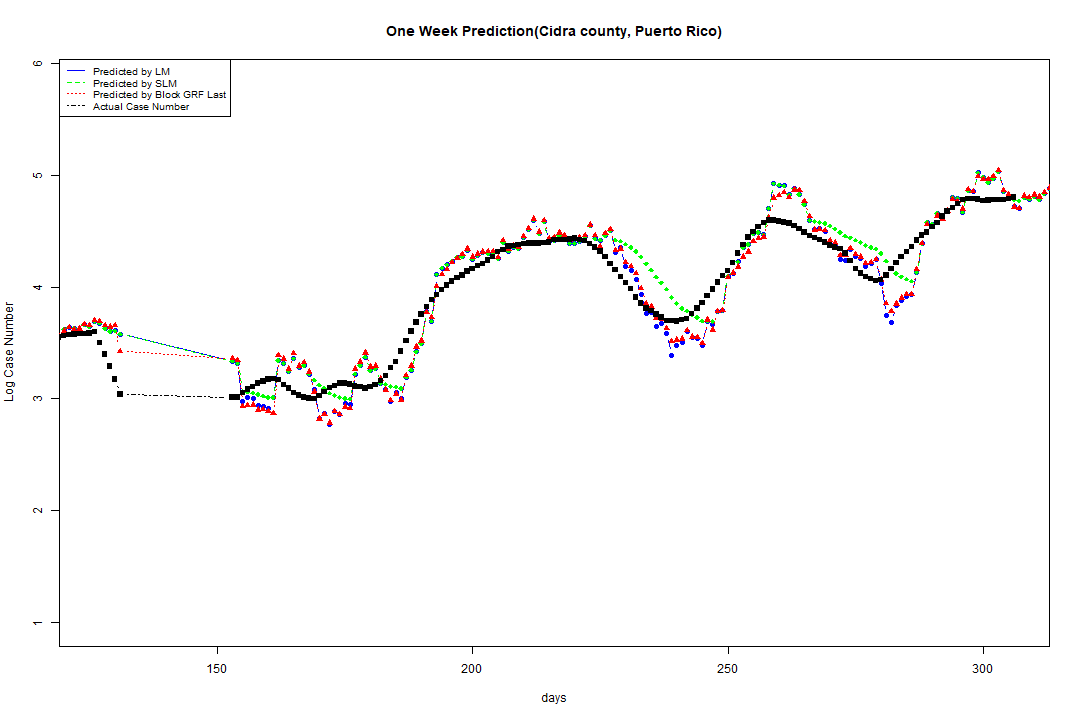 One Week Prediction(Cidra county, Puerto Rico)
Predicted by LM
Predicted by SLM
Predicted by Block GRF Last
Actual Case Number
6
5
4
3
2
1
Log Case Number
150 200 250 300
days